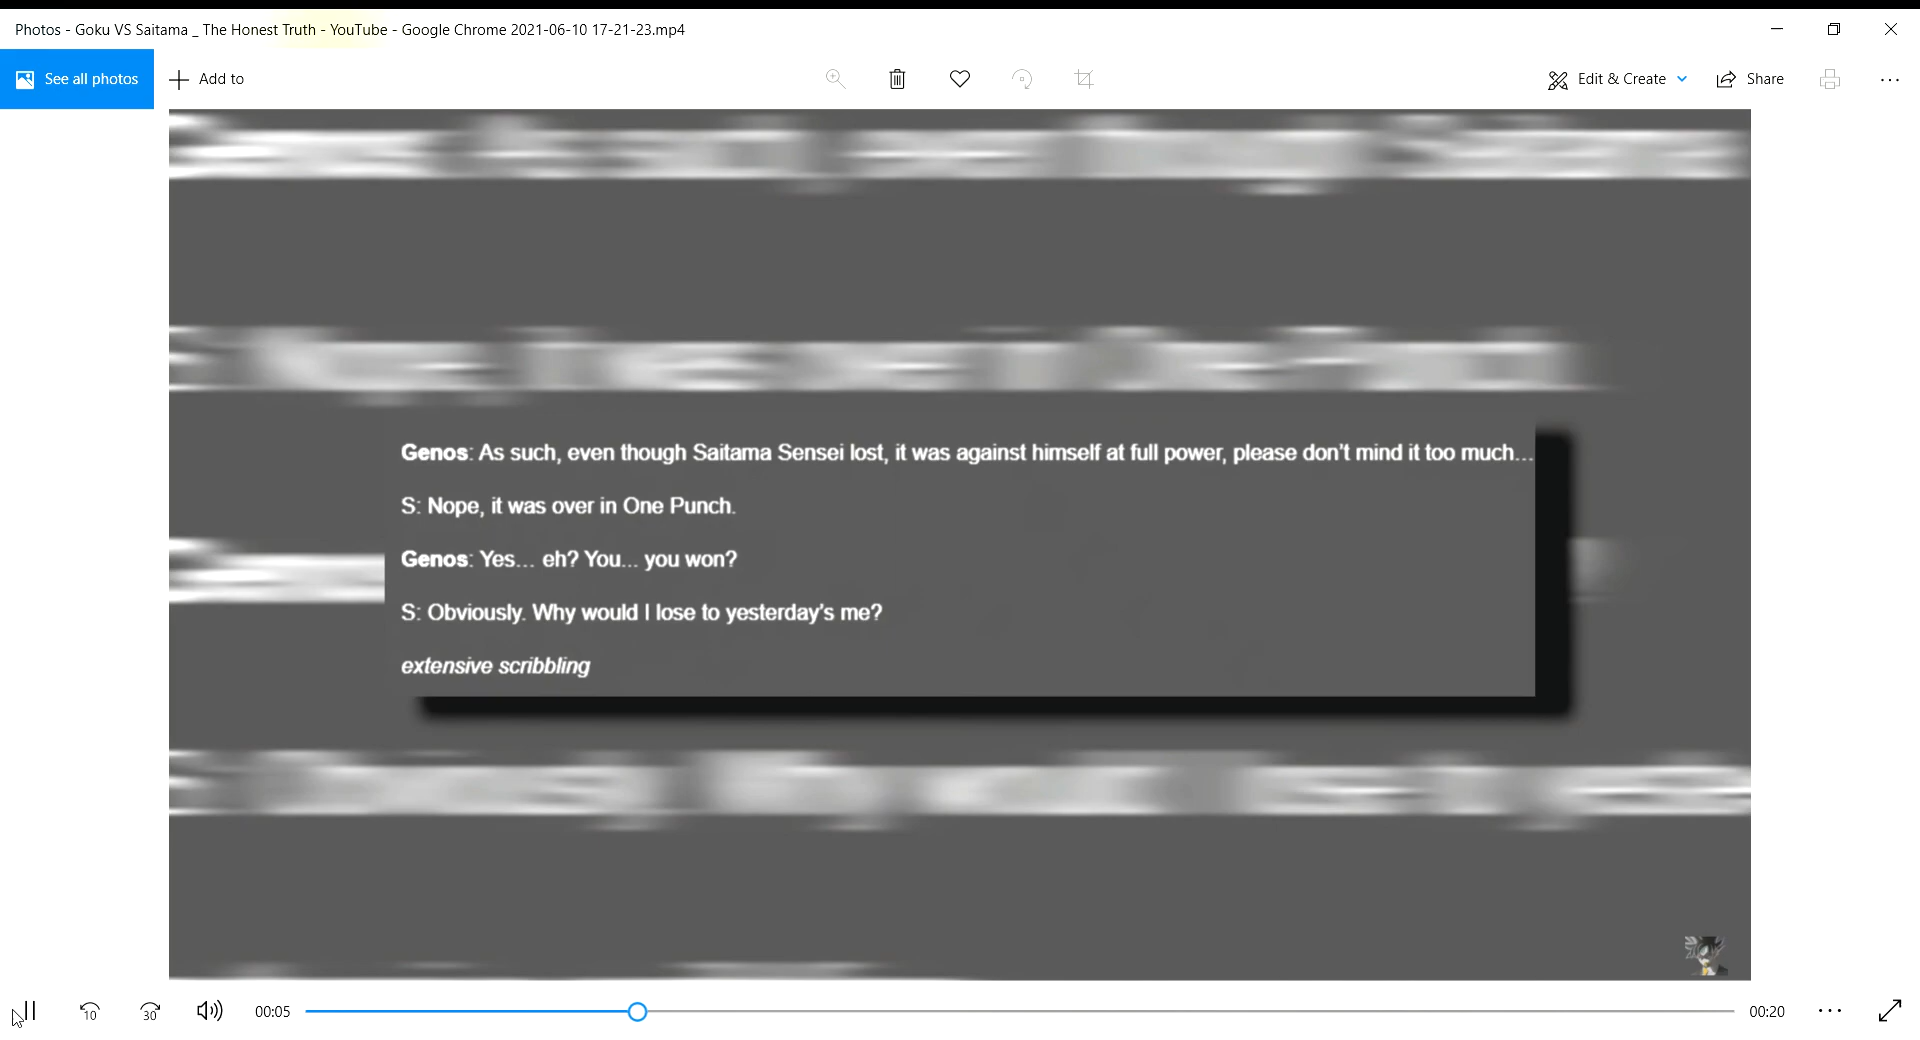 Photos - Goku VS Saitama _ The Honest Truth - YouTube - Google Chrome 2021-06-10 17-21-23.mp4
See all photos
Add to
Edit & Create
Share
Genos: As such, even though Saitama Sensei lost, it was against himself at full power, please don't mind it too much...
S: Nope, it was over in One Punch.
Genos: Yes... eh? You... you won?
S: Obviously. Why would I lose to yesterday's me?
extensive scribbling
10
30
00:05
00:20